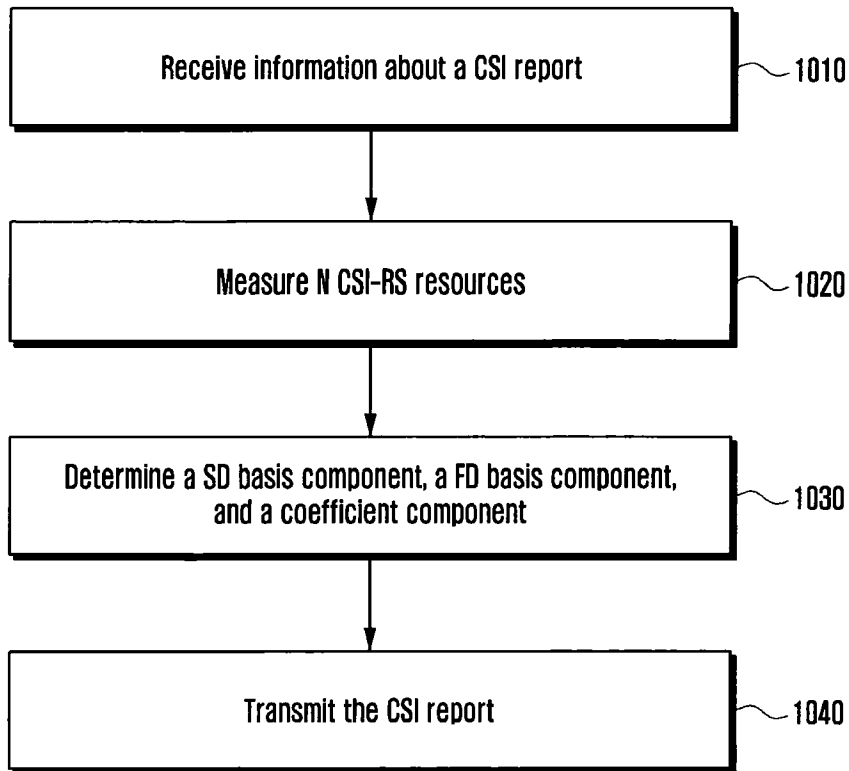 Receive information about a CSI report
1010
Measure N CSI-RS resources
1020
Determine a SD basis component, a FD basis component,
and a coefficient component
1030
Transmit the CSI report
1040